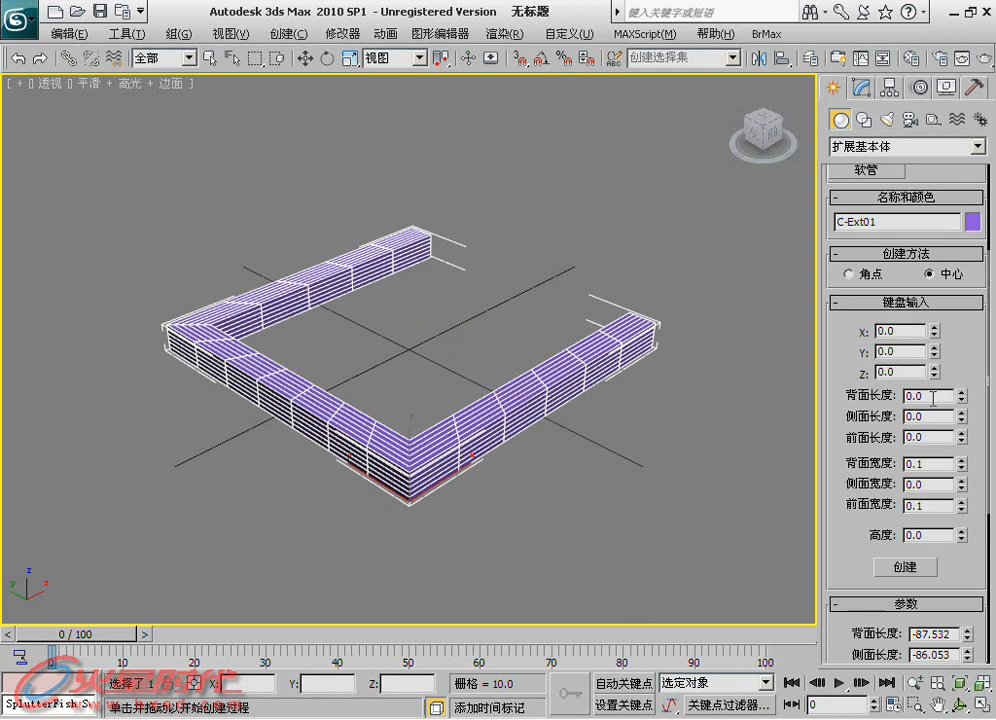 Autodesk 3ds Max 2010 SP1 - Unregistered Version 无标题
键入关键字或短语
编辑(E) 工具(T) 组(G) 视图(V) 创建(C) 修改器 动画 图形编辑器 渲染(R) 自定义(U) MAXScript(M) 帮助(H) BrMax
全部 视图 创建选择集
[ + ▯ 透视 ▯ 平滑 + 高光 + 边面 ]
扩展基本体
软管
- 名称和颜色
C-Ext01
- 创建方法
角点 中心
- 键盘输入
X: 0.0
Y: 0.0
Z: 0.0
背面长度: 0.0
侧面长度: 0.0
前面长度: 0.0
背面宽度: 0.1
侧面宽度: 0.0
前面宽度: 0.1
高度: 0.0
创建
- 参数
背面长度: -87.532
侧面长度: -86.053
z
y x
< 0 / 100 >
0 10 20 30 40 50 60 70 80 90 100
选择了 1 X: Y: Z: 栅格 = 10.0 自动关键点 选定对象
SplutterFish Sw 单击并拖动以开始创建过程 添加时间标记 设置关键点 关键点过滤器... 0